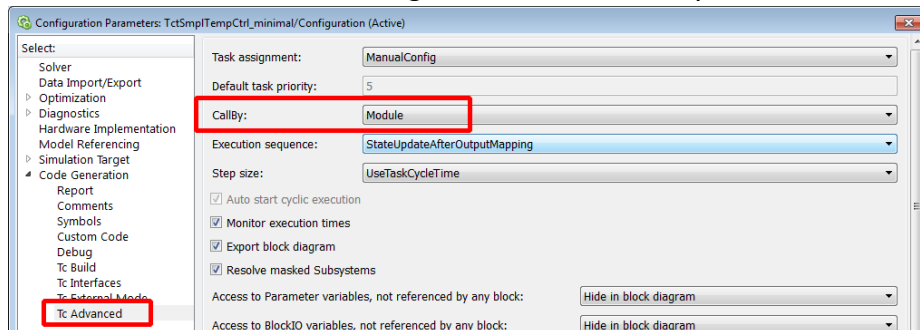 Configuration Parameters: TctSmplTempCtrl_minimal/Configuration (Active)
Select:
Solver
Data Import/Export
Optimization
Diagnostics
Hardware Implementation
Model Referencing
Simulation Target
Code Generation
Report
Comments
Symbols
Custom Code
Debug
Tc Build
Tc Interfaces
Tc External Mode
Tc Advanced
Task assignment: ManualConfig
Default task priority: 5
CallBy: Module
Execution sequence: StateUpdateAfterOutputMapping
Step size: UseTaskCycleTime
Auto start cyclic execution
Monitor execution times
Export block diagram
Resolve masked Subsystems
Access to Parameter variables, not referenced by any block: Hide in block diagram
Access to BlockIO variables, not referenced by any block: Hide in block diagram